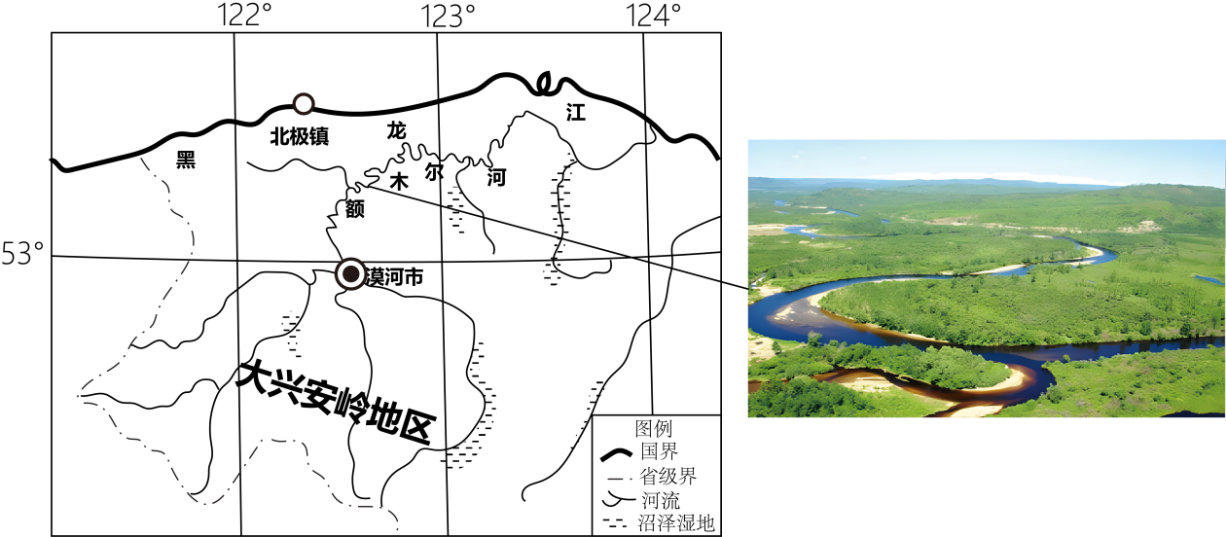 122° 123° 124°
江
北极镇 龙
黑
尔
木 河
额
53°
漠河市
大兴安岭地区
图例
国界
省级界
河流
沼泽湿地